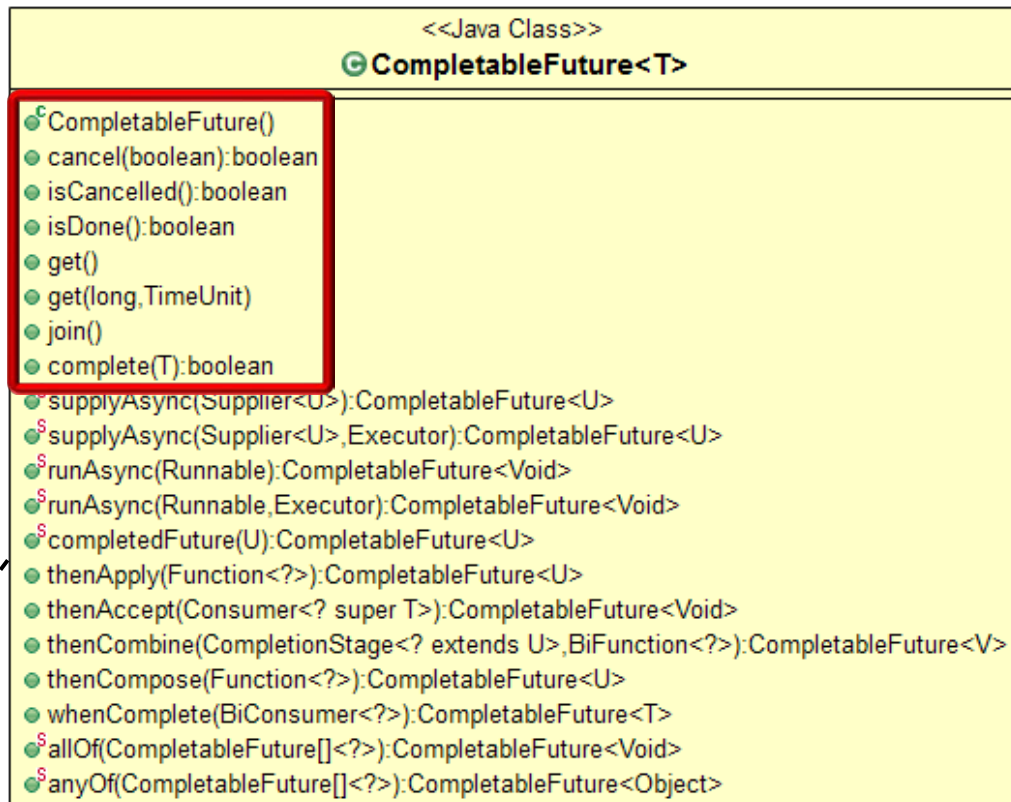 <<Java Class>>
C CompletableFuture<T>
C CompletableFuture()
cancel(boolean):boolean
isCancelled():boolean
isDone():boolean
get()
get(long,TimeUnit)
join()
complete(T):boolean
S supplyAsync(Supplier<U>):CompletableFuture<U>
S supplyAsync(Supplier<U>,Executor):CompletableFuture<U>
S runAsync(Runnable):CompletableFuture<Void>
S runAsync(Runnable,Executor):CompletableFuture<Void>
S completedFuture(U):CompletableFuture<U>
thenApply(Function<?>):CompletableFuture<U>
thenAccept(Consumer<? super T>):CompletableFuture<Void>
thenCombine(CompletionStage<? extends U>,BiFunction<?>):CompletableFuture<V>
thenCompose(Function<?>):CompletableFuture<U>
whenComplete(BiConsumer<?>):CompletableFuture<T>
S allOf(CompletableFuture[]<?>):CompletableFuture<Void>
S anyOf(CompletableFuture[]<?>):CompletableFuture<Object>